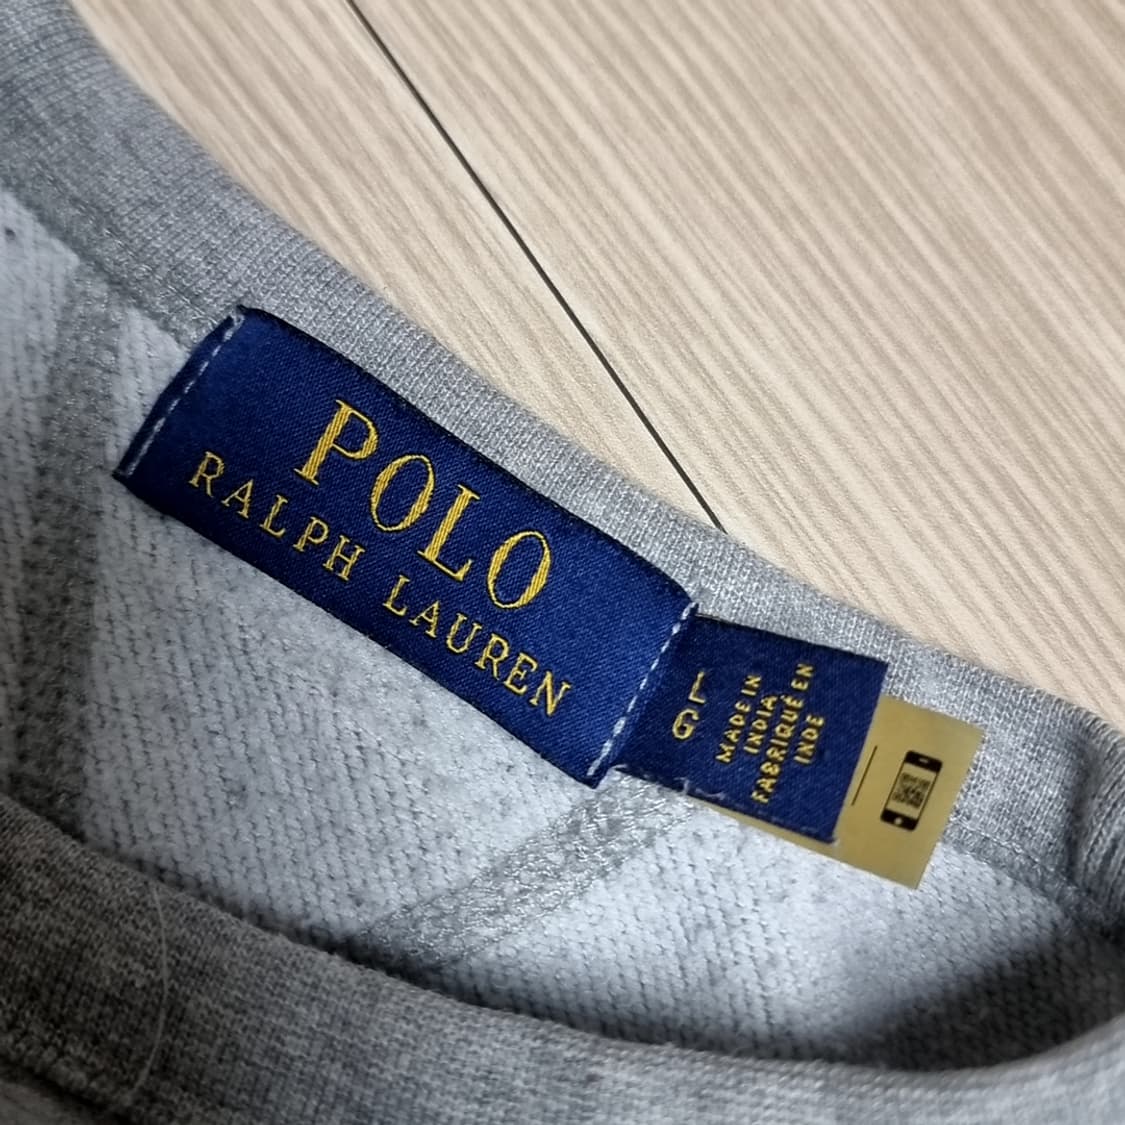 POLO
RALPH LAUREN
L
G
MADE IN
INDIA
FABRIQUÉ EN
INDE